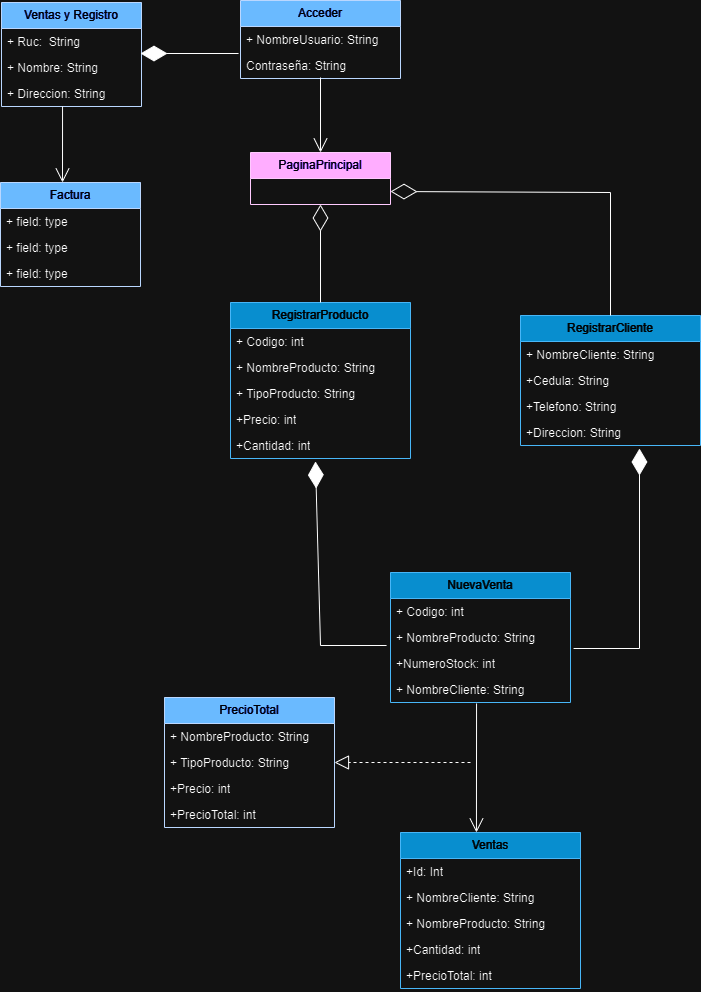 Ventas y Registro
+ Ruc: String
+ Nombre: String
+ Direccion: String
Acceder
+ NombreUsuario: String
Contraseña: String
Factura
+ field: type
+ field: type
+ field: type
PaginaPrincipal
RegistrarProducto
+ Codigo: int
+ NombreProducto: String
+ TipoProducto: String
+Precio: int
+Cantidad: int
RegistrarCliente
+ NombreCliente: String
+Cedula: String
+Telefono: String
+Direccion: String
NuevaVenta
+ Codigo: int
+ NombreProducto: String
+NumeroStock: int
+ NombreCliente: String
PrecioTotal
+ NombreProducto: String
+ TipoProducto: String
+Precio: int
+PrecioTotal: int
Ventas
+Id: Int
+ NombreCliente: String
+ NombreProducto: String
+Cantidad: int
+PrecioTotal: int